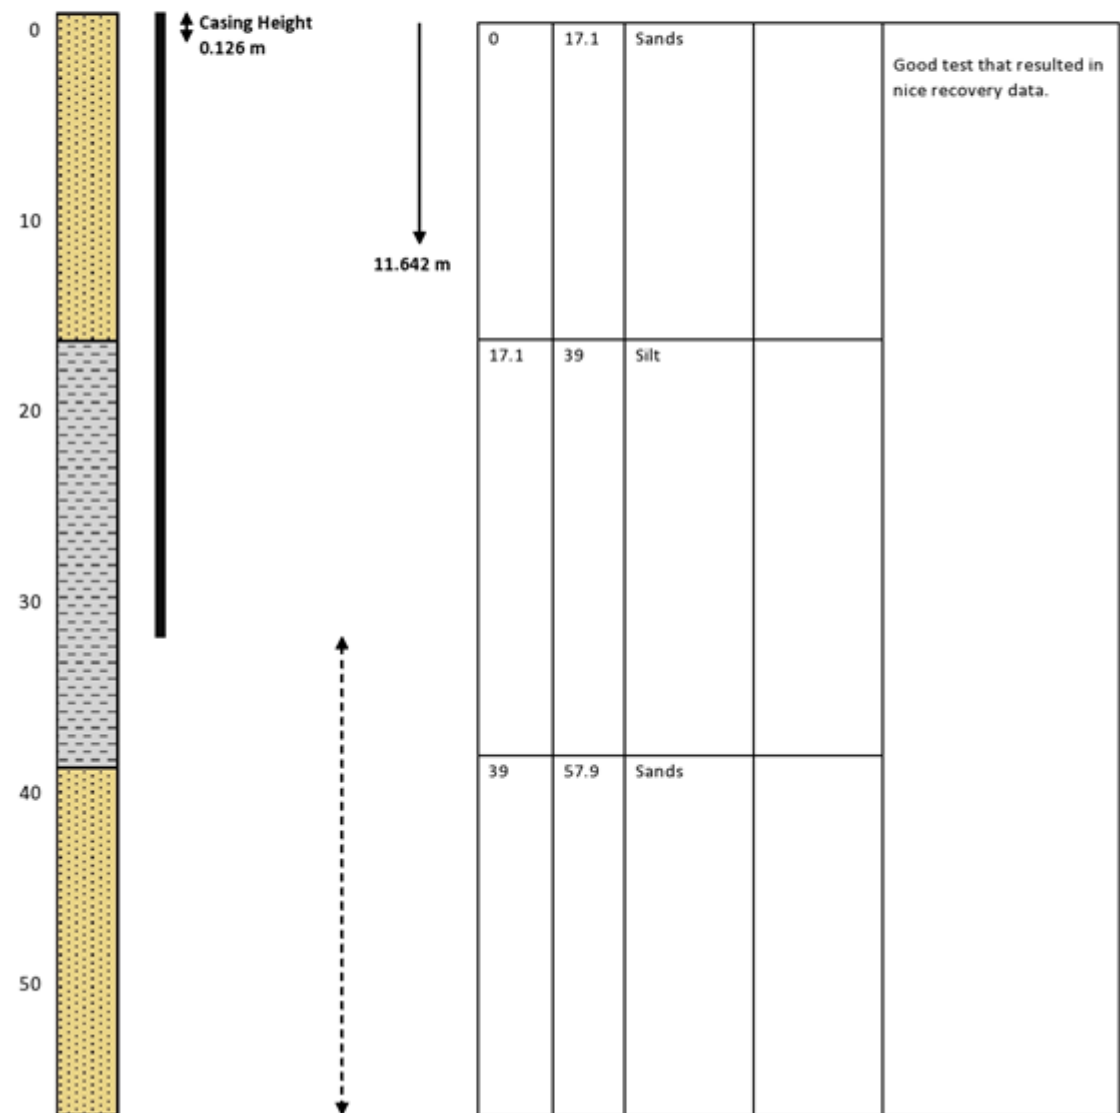 0
10
20
30
40
50
Casing Height
0.126 m
11.642 m
0 17.1 Sands
17.1 39 Silt
39 57.9 Sands
Good test that resulted in
nice recovery data.